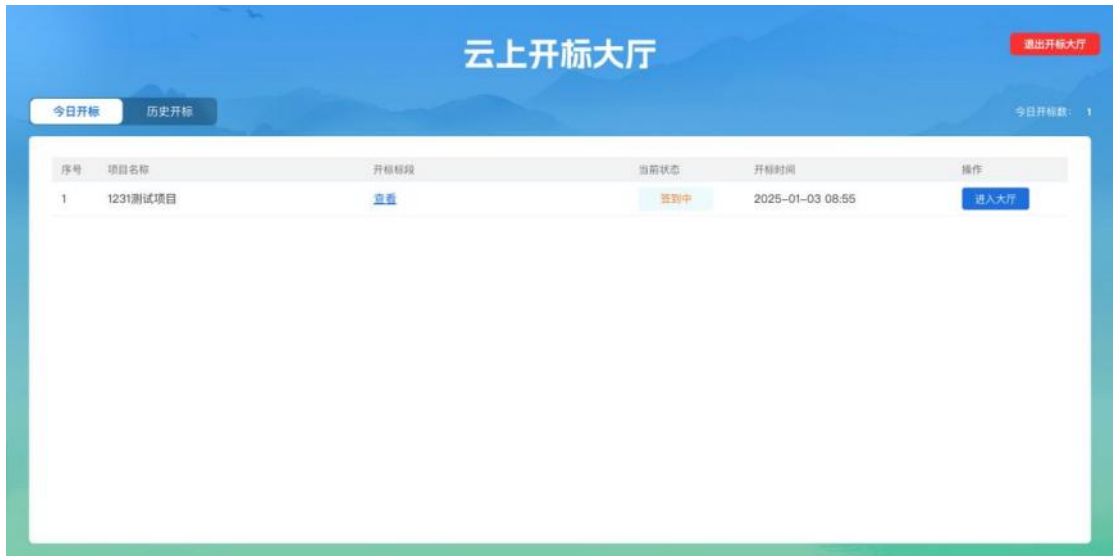 云上开标大厅
退出开标大厅
今日开标 历史开标
今日开标数： 1
序号 项目名称 开标标段 当前状态 开标时间 操作
1 1231测试项目 查看 签到中 2025-01-03 08:55 进入大厅